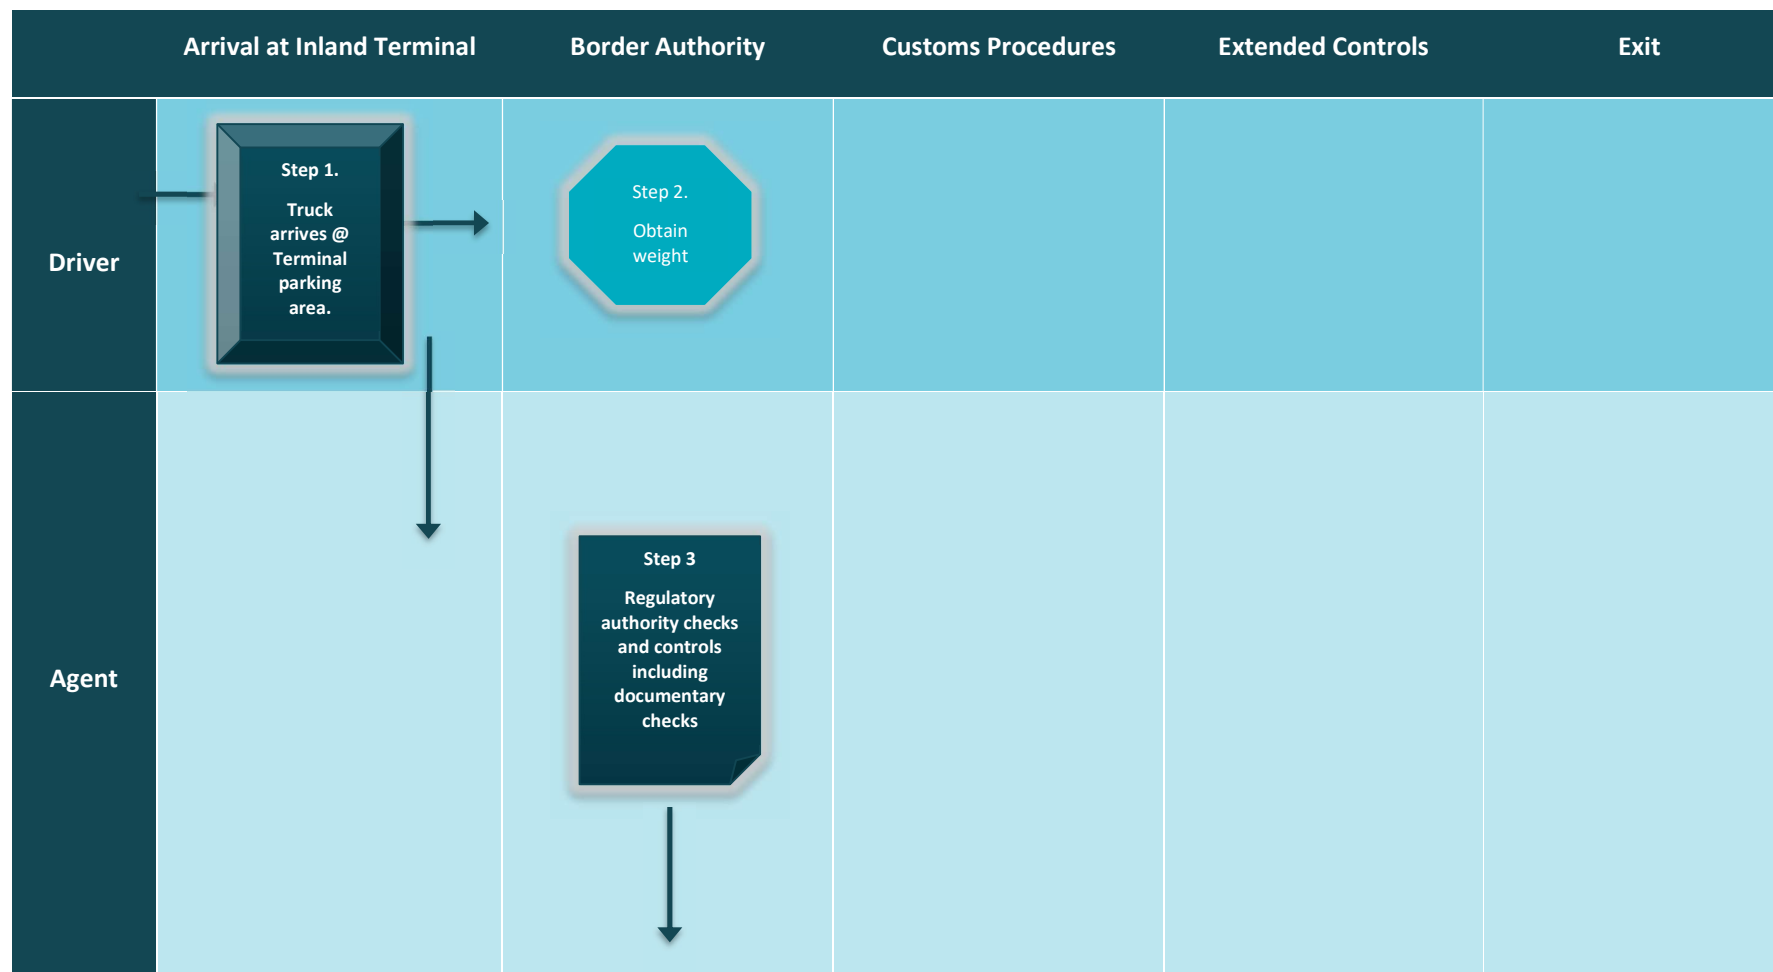 Arrival at Inland Terminal
Border Authority
Customs Procedures
Extended Controls
Exit
Driver
Step 1.
Truck
arrives @
Terminal
parking
area.
Step 2.
Obtain
weight
Agent
Step 3
Regulatory
authority checks
and controls
including
documentary
checks